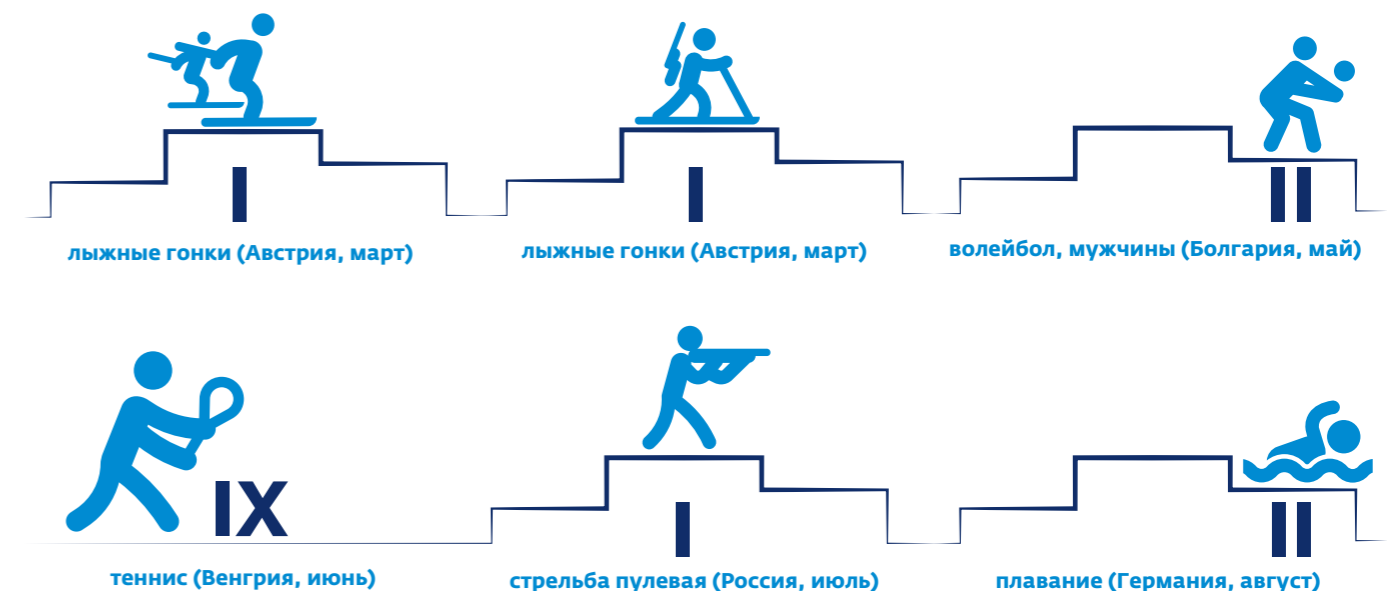 I
I
II
лыжные гонки (Австрия, март)
лыжные гонки (Австрия, март)
волейбол, мужчины (Болгария, май)
IX
I
II
теннис (Венгрия, июнь)
стрельба пулевая (Россия, июль)
плавание (Германия, август)